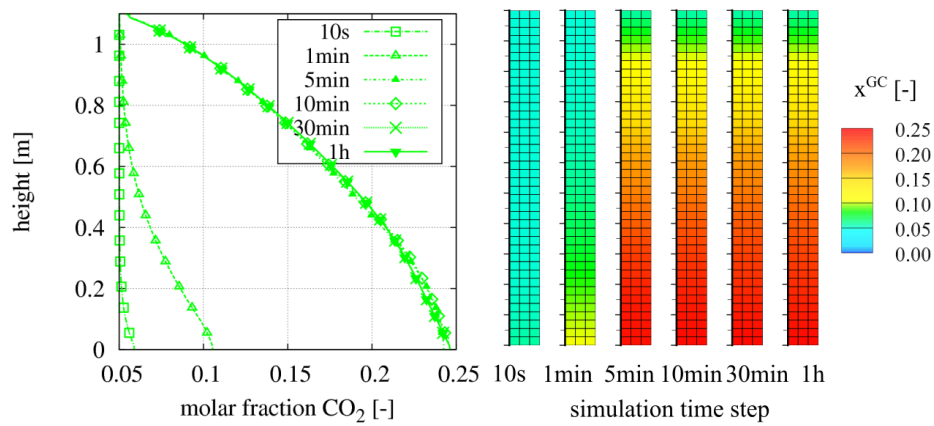 1
0.8
0.6
0.4
0.2
0
height [m]
0.05 0.1 0.15 0.2 0.25
molar fraction CO₂ [-]
10s
1min
5min
10min
30min
1h
10s 1min 5min 10min 30min 1h
simulation time step
x^GC [-]
0.25
0.20
0.15
0.10
0.05
0.00